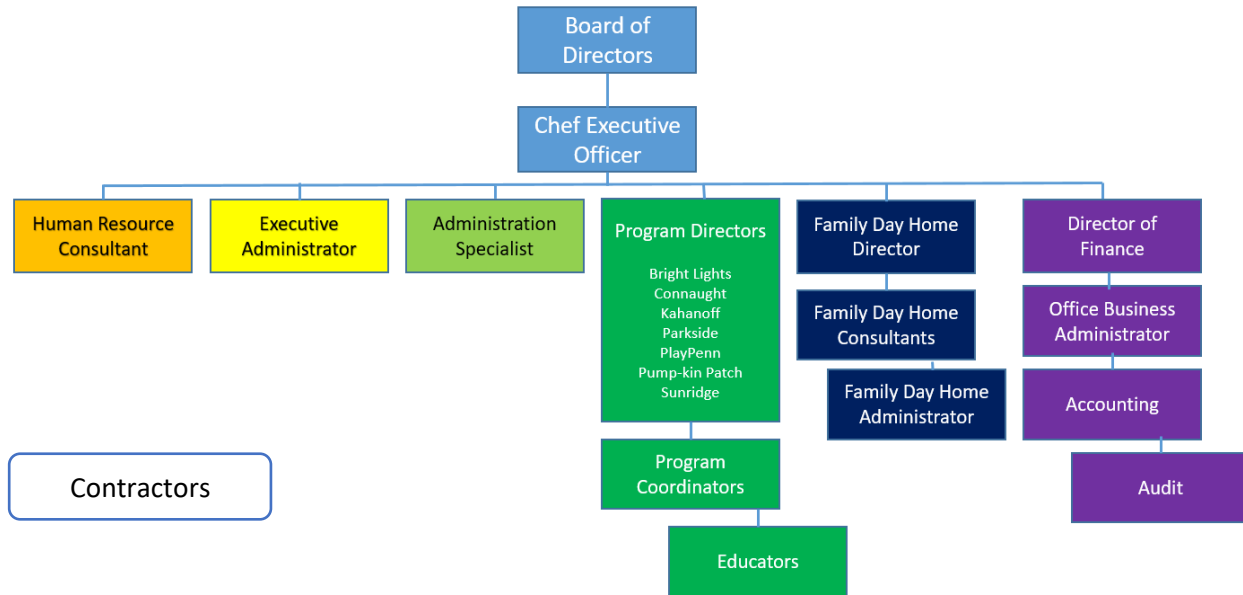 Board of
Directors
Chef Executive
Officer
Human Resource
Consultant
Executive
Administrator
Administration
Specialist
Program Directors
Bright Lights
Connaught
Kahanoff
Parkside
PlayPenn
Pump-kin Patch
Sunridge
Family Day Home
Director
Director of
Finance
Family Day Home
Consultants
Office Business
Administrator
Family Day Home
Administrator
Accounting
Contractors
Program
Coordinators
Audit
Educators